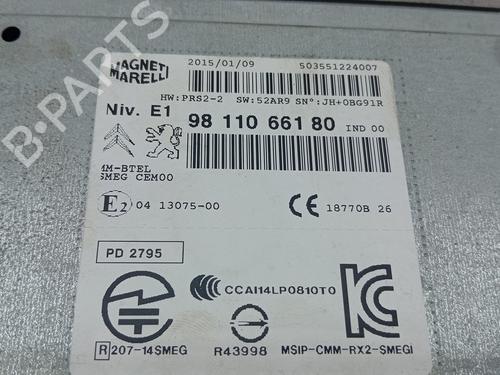 MAGNETI
MARELLI
2015/01/09 503551224007
HW:PRS2-2 SW:52AR9 SN°:JH+0BG91R
Niv. E1 98 110 661 80 IND 00
MM-BTEL
SMEG CEM00
E2 04 13075-00 CE 18770B 26
PD 2795
CCAI14LP0810T0
R 207-14SMEG R43998 MSIP-CMM-RX2-SMEGI
B-PARTS